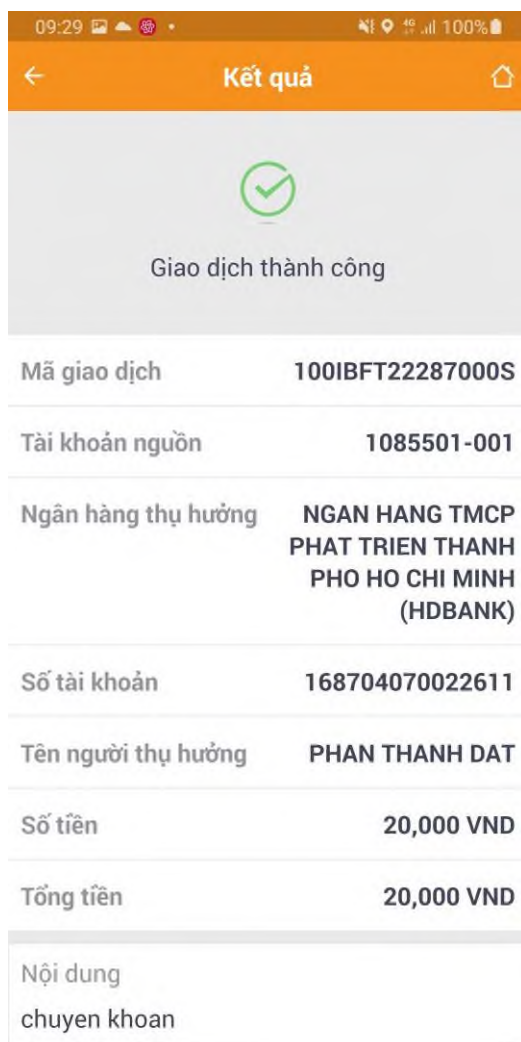 09:29 4G 100%
Kết quả
Giao dịch thành công
Mã giao dịch 100IBFT22287000S
Tài khoản nguồn 1085501-001
Ngân hàng thụ hưởng NGAN HANG TMCP
PHAT TRIEN THANH
PHO HO CHI MINH
(HDBANK)
Số tài khoản 168704070022611
Tên người thụ hưởng PHAN THANH DAT
Số tiền 20,000 VND
Tổng tiền 20,000 VND
Nội dung
chuyen khoan